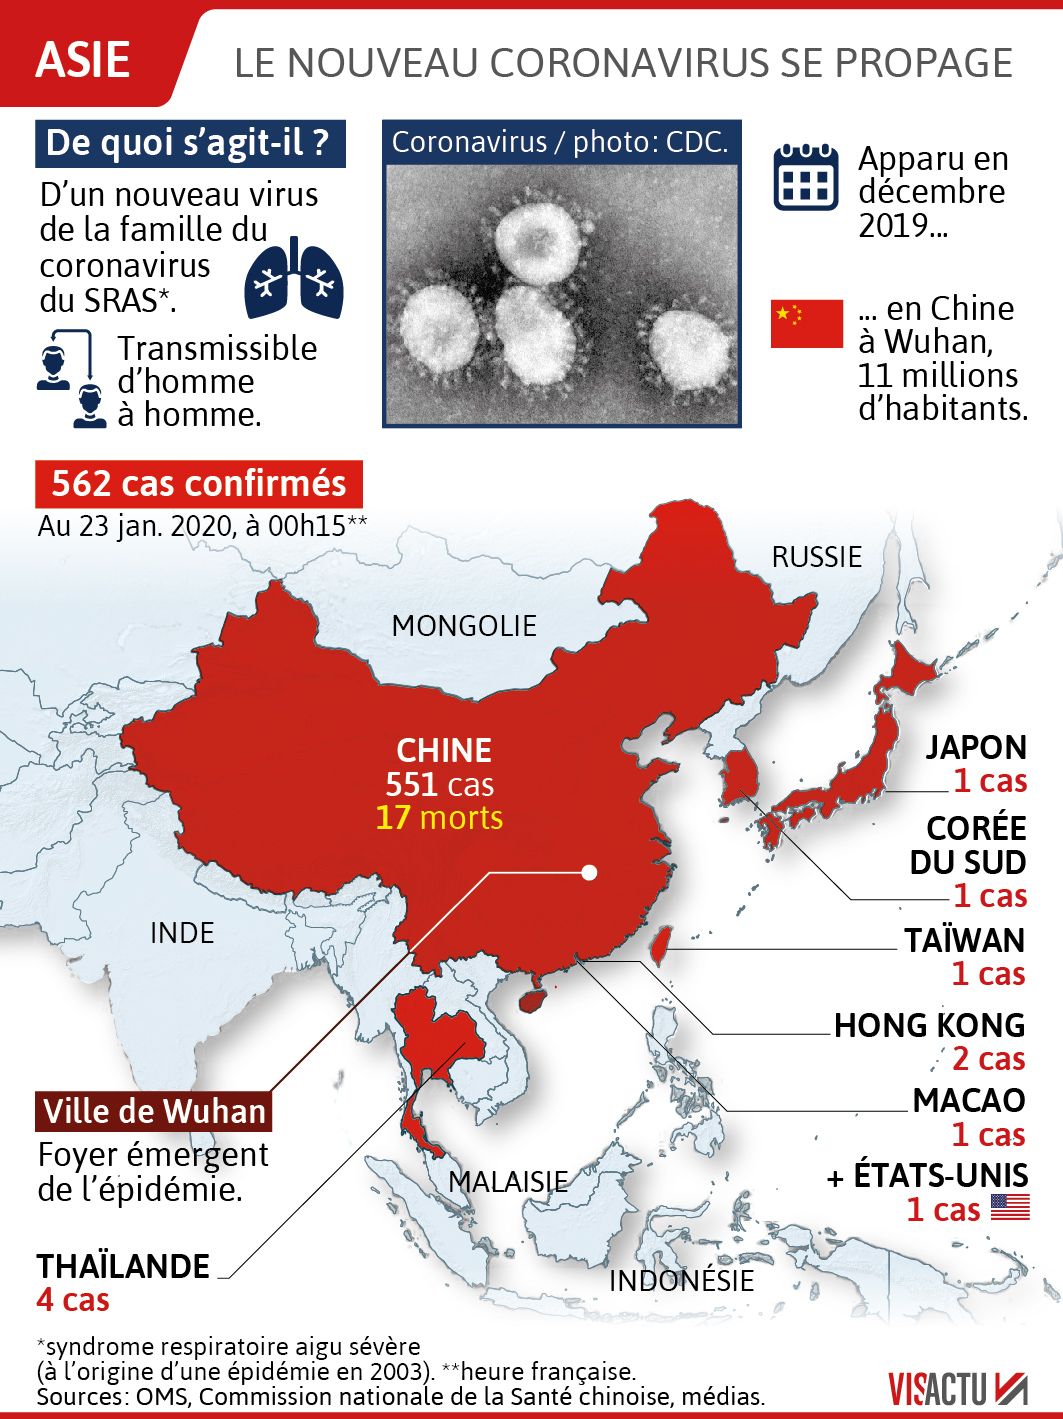 ASIE
LE NOUVEAU CORONAVIRUS SE PROPAGE
De quoi s’agit-il ?
D’un nouveau virus
de la famille du
coronavirus
du SRAS*.
Transmissible
d’homme
à homme.
Coronavirus / photo: CDC.
Apparu en
décembre
2019...
... en Chine
à Wuhan,
11 millions
d’habitants.
562 cas confirmés
Au 23 jan. 2020, à 00h15**
RUSSIE
MONGOLIE
CHINE
551 cas
17 morts
INDE
JAPON
1 cas
CORÉE
DU SUD
1 cas
TAÏWAN
1 cas
HONG KONG
2 cas
MACAO
1 cas
+ ÉTATS-UNIS
1 cas
Ville de Wuhan
Foyer émergent
de l’épidémie.
MALAISIE
INDONÉSIE
THAÏLANDE
4 cas
*syndrome respiratoire aigu sévère
(à l’origine d’une épidémie en 2003). **heure française.
Sources: OMS, Commission nationale de la Santé chinoise, médias.
VISACTU